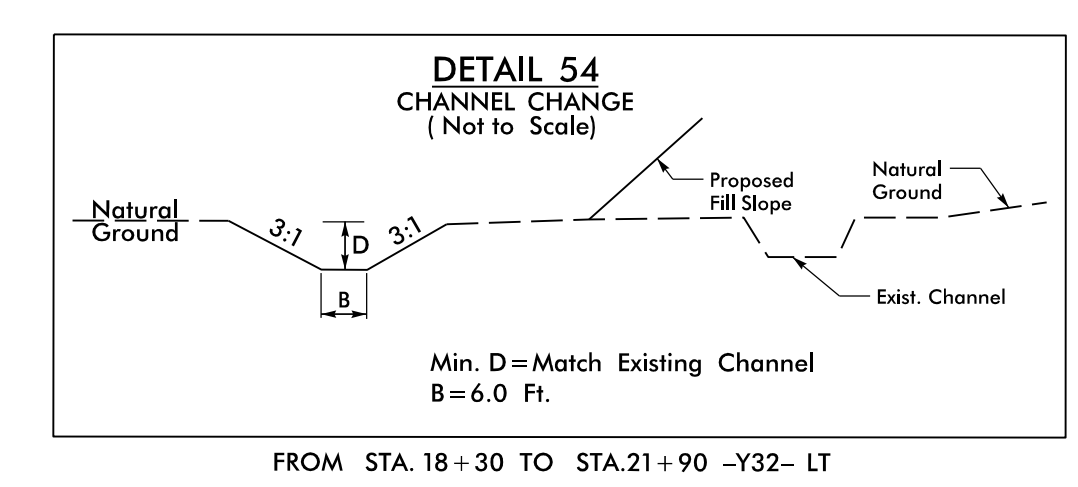 DETAIL 54
CHANNEL CHANGE
( Not to Scale)
Natural
Ground
3:1
D
3:1
B
Proposed
Fill Slope
Natural
Ground
Exist. Channel
Min. D=Match Existing Channel
B=6.0 Ft.
FROM STA. 18+30 TO STA.21+90 -Y32- LT